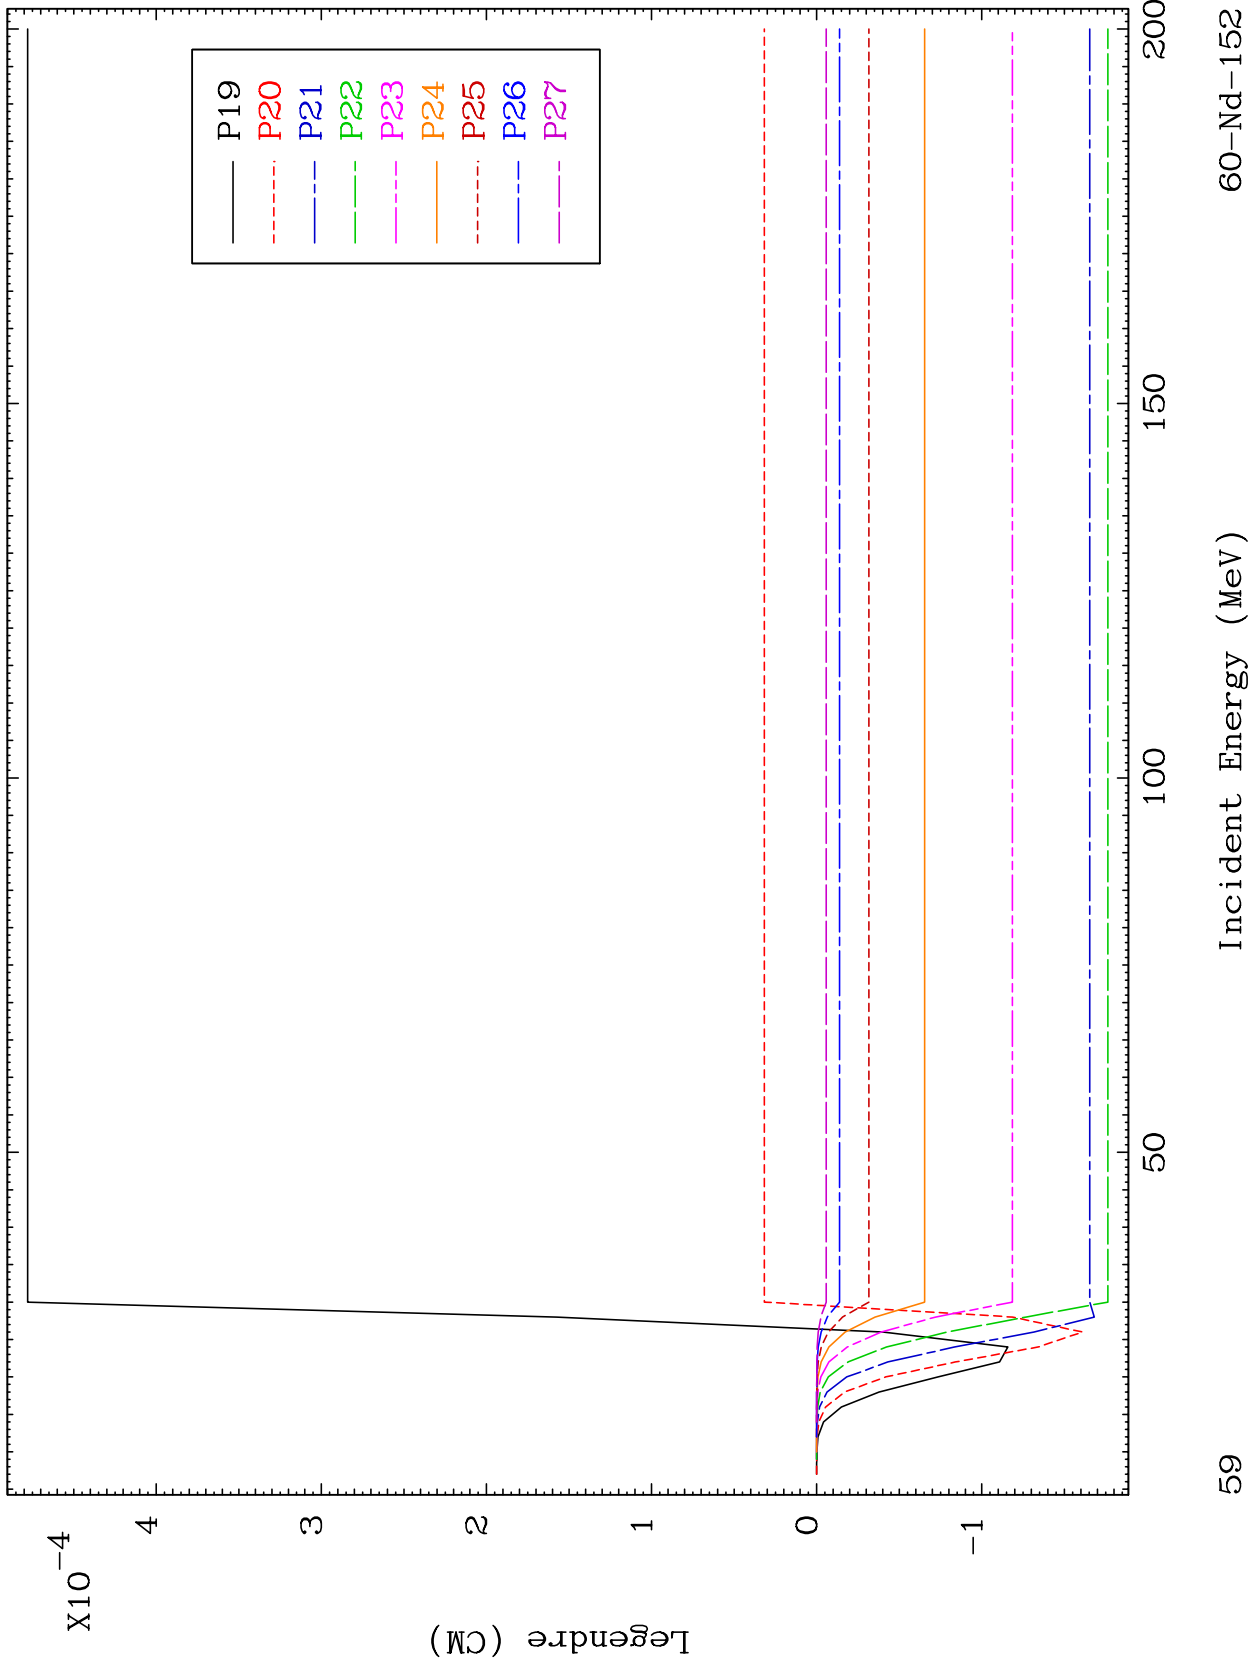 X10-4
4
3
2
1
0
-1
Legendre (CM)
P19
P20
P21
P22
P23
P24
P25
P26
P27
50
100
150
200
Incident Energy (MeV)
59
60-Nd-152